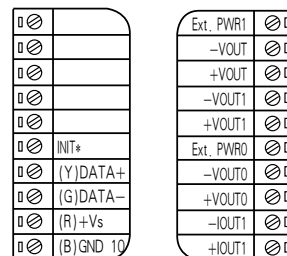 INIT*
(Y)DATA+
(G)DATA−
(R)+Vs
(B)GND 10
Ext. PWR1
−VOUT
+VOUT
−VOUT1
+VOUT1
Ext. PWR0
−VOUT0
+VOUT0
−IOUT1
+IOUT1